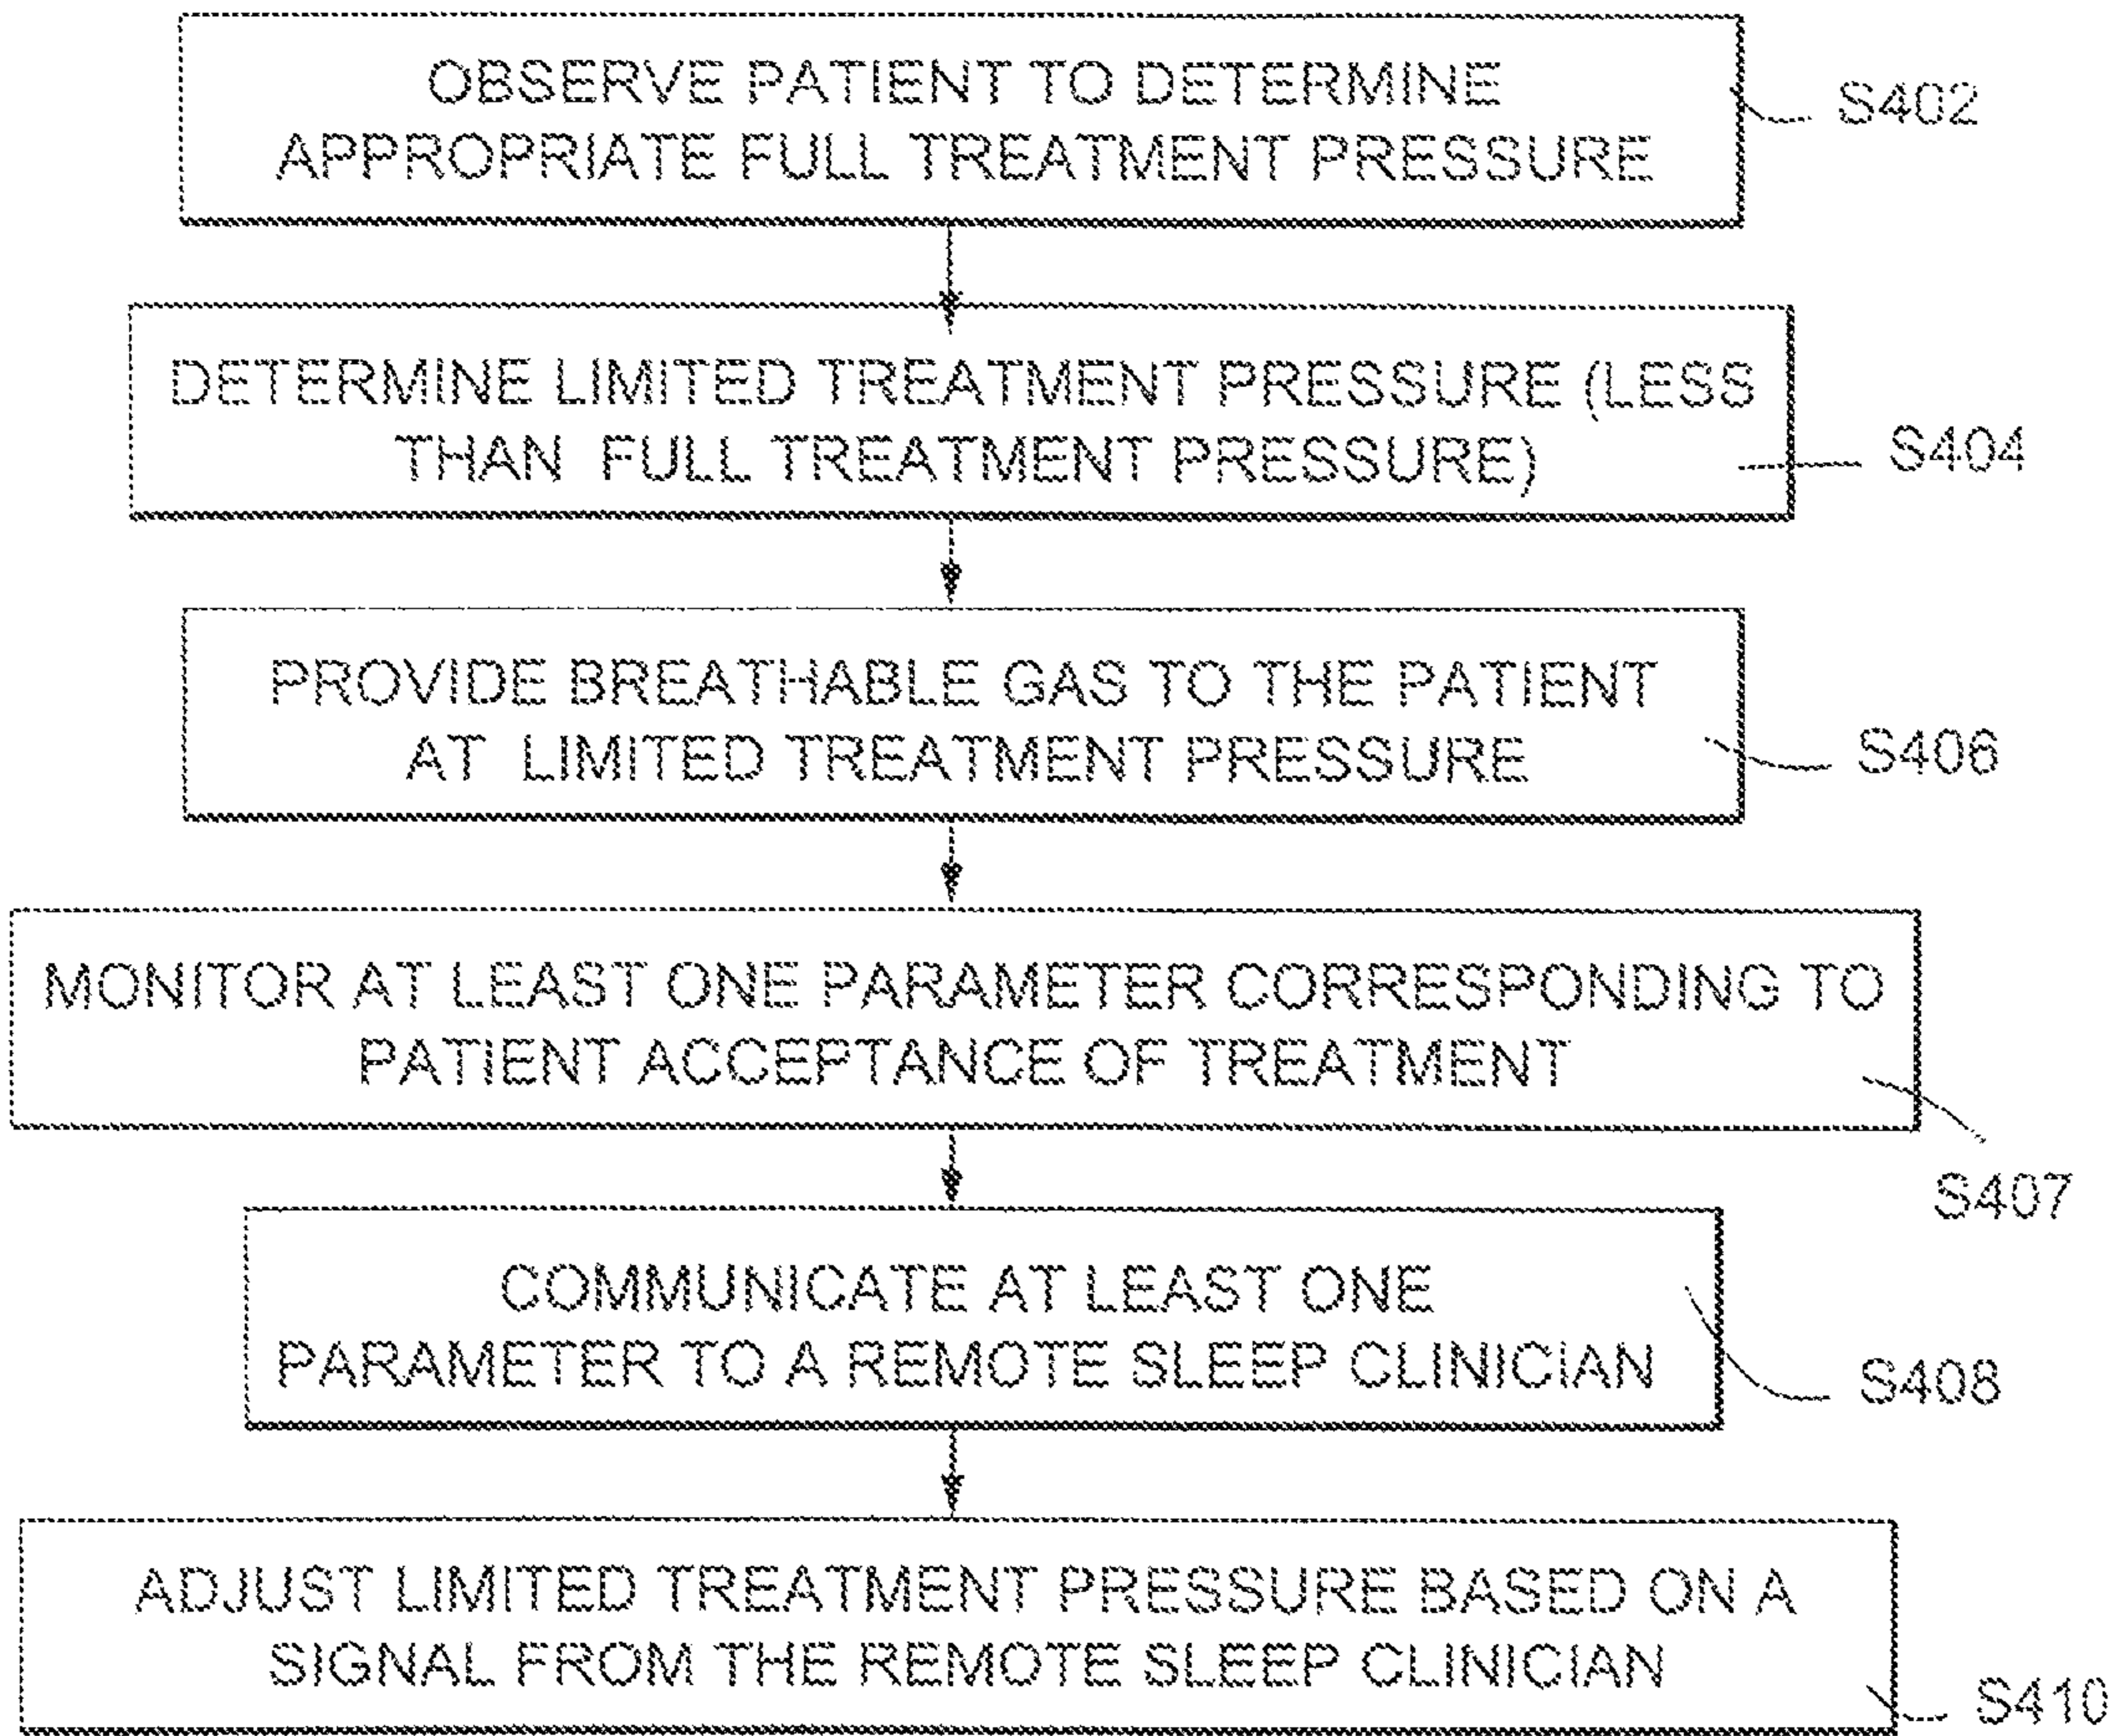 OBSERVE PATIENT TO DETERMINE
APPROPRIATE FULL TREATMENT PRESSURE
S402
DETERMINE LIMITED TREATMENT PRESSURE (LESS
THAN FULL TREATMENT PRESSURE)
S404
PROVIDE BREATHABLE GAS TO THE PATIENT
AT LIMITED TREATMENT PRESSURE
S406
MONITOR AT LEAST ONE PARAMETER CORRESPONDING TO
PATIENT ACCEPTANCE OF TREATMENT
S407
COMMUNICATE AT LEAST ONE
PARAMETER TO A REMOTE SLEEP CLINICIAN
S408
ADJUST LIMITED TREATMENT PRESSURE BASED ON A
SIGNAL FROM THE REMOTE SLEEP CLINICIAN
S410